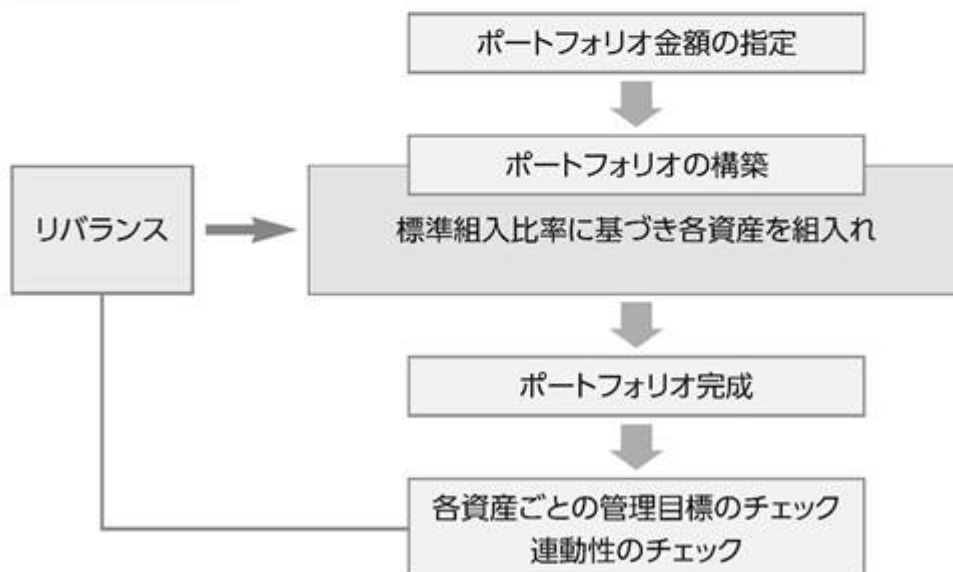 ポートフォリオ金額の指定
ポートフォリオの構築
リバランス
標準組入比率に基づき各資産を組入れ
ポートフォリオ完成
各資産ごとの管理目標のチェック
連動性のチェック